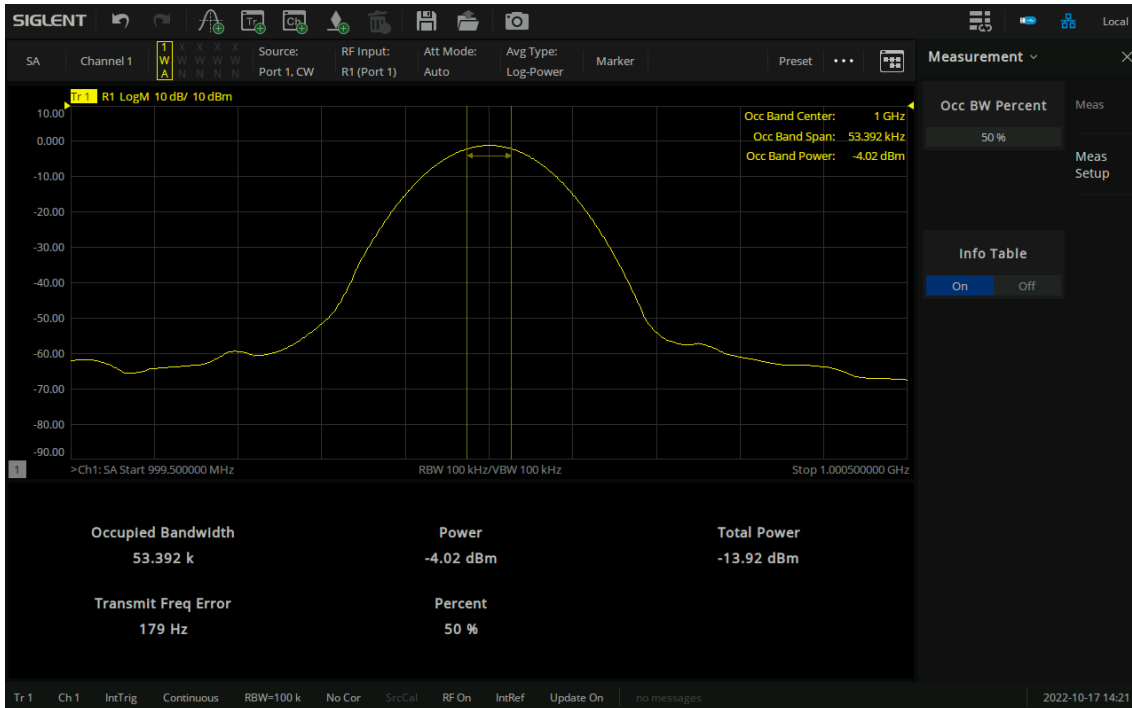 SIGLENT
Tr
Ch
Local
SA Channel 1
1 X X X X
W W W W W
A N N N N
Source:
Port 1, CW
RF Input:
R1 (Port 1)
Att Mode:
Auto
Avg Type:
Log-Power
Marker
Preset
Measurement
Tr 1 R1 LogM 10 dB/ 10 dBm
10.00
0.000
-10.00
-20.00
-30.00
-40.00
-50.00
-60.00
-70.00
-80.00
-90.00
Occ Band Center: 1 GHz
Occ Band Span: 53.392 kHz
Occ Band Power: -4.02 dBm
1
>Ch1: SA Start 999.500000 MHz
RBW 100 kHz/VBW 100 kHz
Stop 1.000500000 GHz
Occ BW Percent
50 %
Meas
Meas
Setup
Info Table
On Off
Occupied Bandwidth
53.392 k
Power
-4.02 dBm
Total Power
-13.92 dBm
Transmit Freq Error
179 Hz
Percent
50 %
Tr 1 Ch 1 IntTrig Continuous RBW=100 k No Cor SrcCal RF On IntRef Update On no messages 2022-10-17 14:21